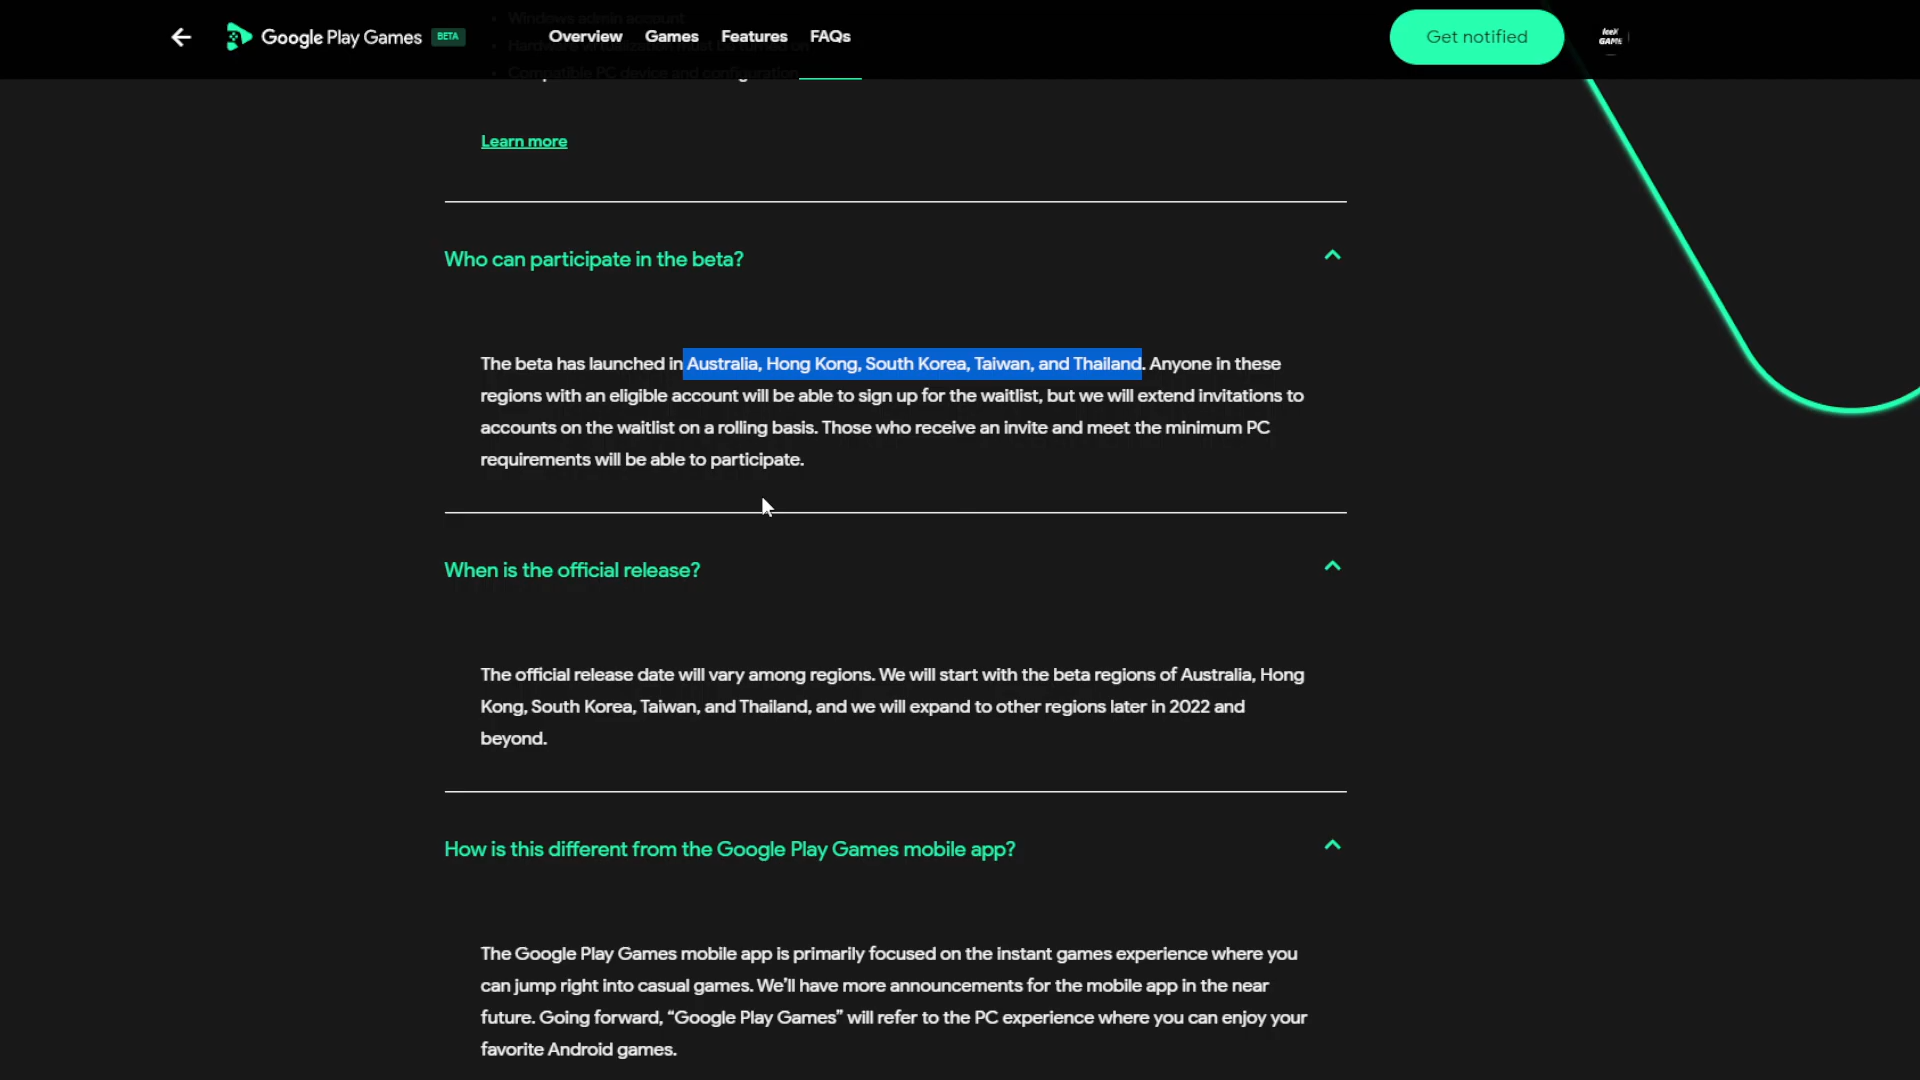 Google Play Games BETA
Overview Games Features FAQs
Get notified
Windows admin account
Compatible PC device and configuration
Learn more
Who can participate in the beta?
The beta has launched in Australia, Hong Kong, South Korea, Taiwan, and Thailand. Anyone in these
regions with an eligible account will be able to sign up for the waitlist, but we will extend invitations to
accounts on the waitlist on a rolling basis. Those who receive an invite and meet the minimum PC
requirements will be able to participate.
When is the official release?
The official release date will vary among regions. We will start with the beta regions of Australia, Hong
Kong, South Korea, Taiwan, and Thailand, and we will expand to other regions later in 2022 and
beyond.
How is this different from the Google Play Games mobile app?
The Google Play Games mobile app is primarily focused on the instant games experience where you
can jump right into casual games. We’ll have more announcements for the mobile app in the near
future. Going forward, “Google Play Games” will refer to the PC experience where you can enjoy your
favorite Android games.